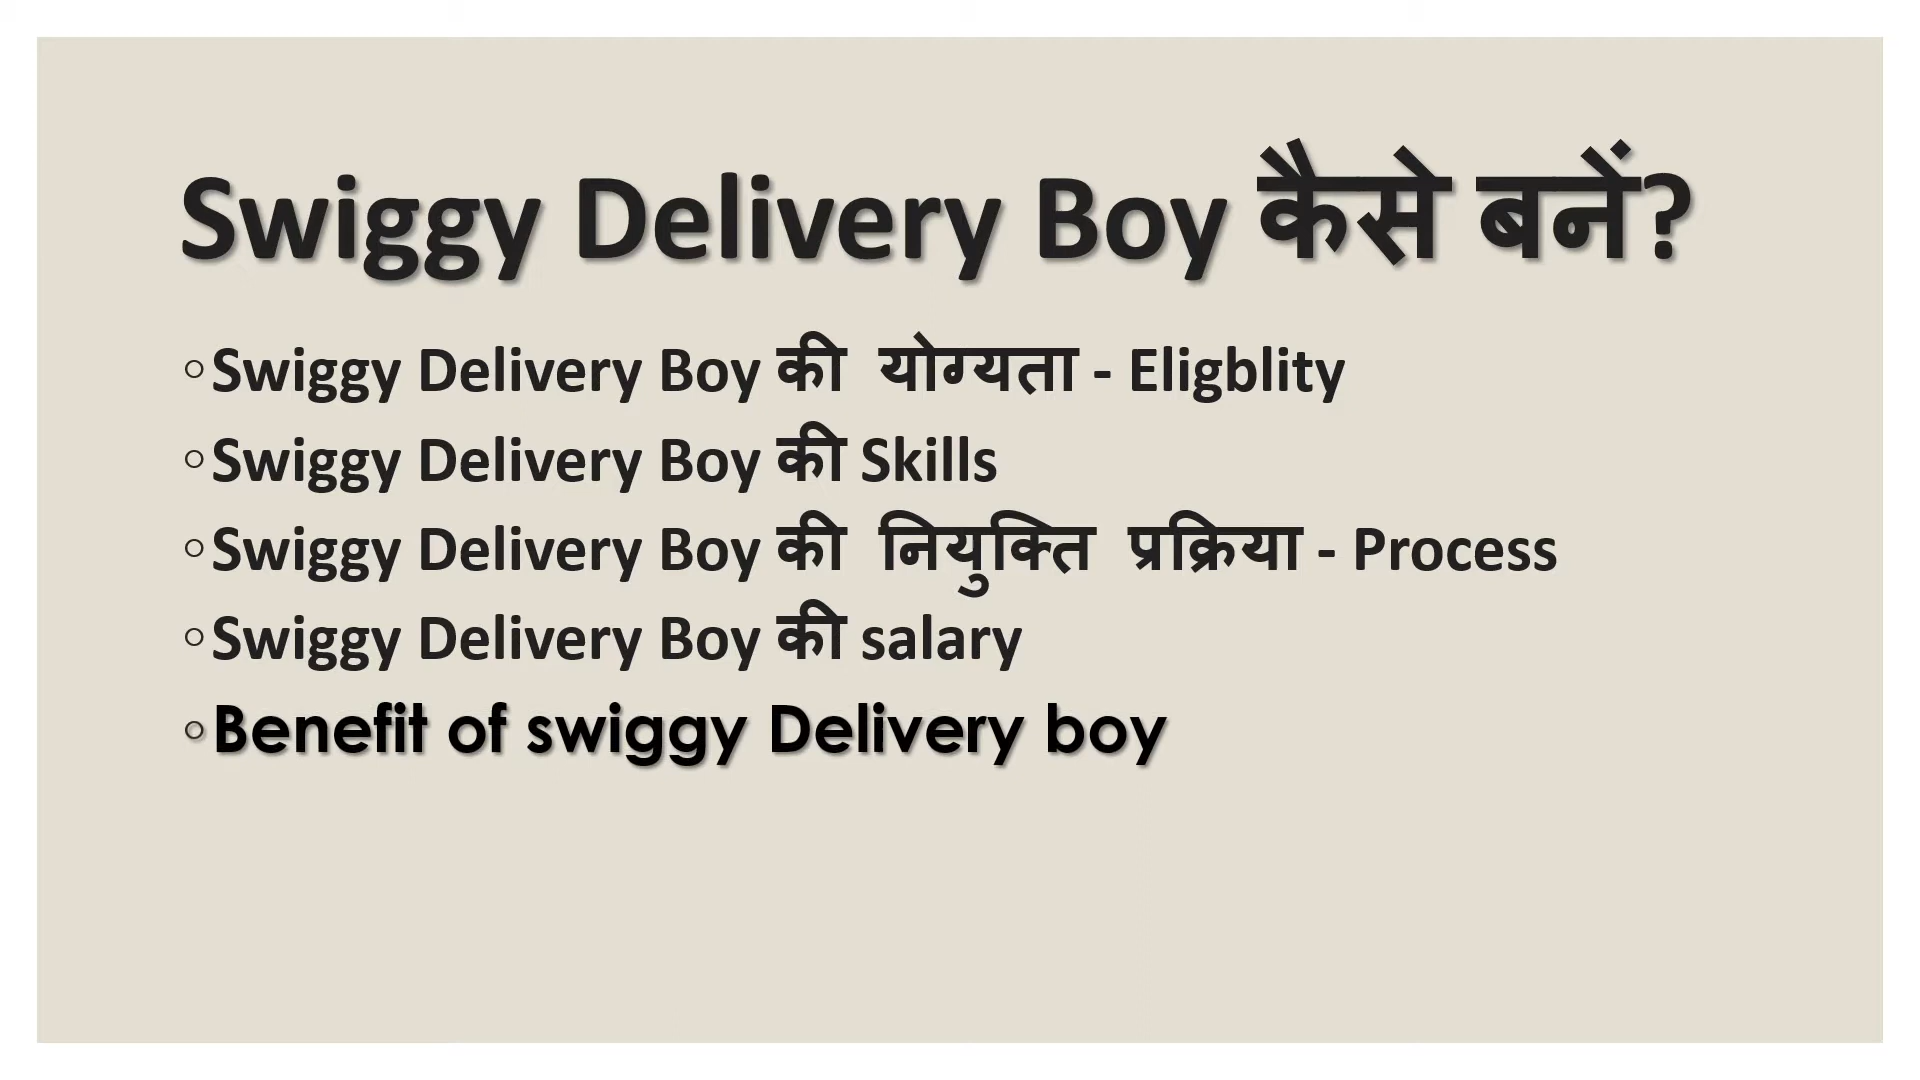 Swiggy Delivery Boy कैसे बनें?
◦Swiggy Delivery Boy की योग्यता - Eligblity
◦Swiggy Delivery Boy की Skills
◦Swiggy Delivery Boy की नियुक्ति प्रक्रिया - Process
◦Swiggy Delivery Boy की salary
◦Benefit of swiggy Delivery boy